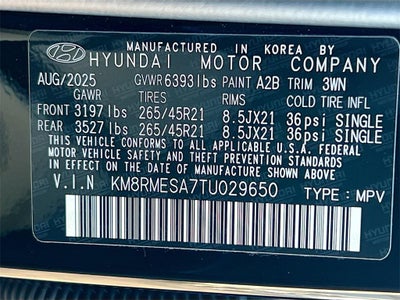 MANUFACTURED IN KOREA BY
HYUNDAI MOTOR COMPANY
AUG/2025 GVWR 6393 lbs PAINT A2B TRIM 3WN
GAWR TIRES RIMS COLD TIRE INFL
FRONT 3197 lbs 265/45R21 8.5JX21 36psi SINGLE
REAR 3527 lbs 265/45R21 8.5JX21 36psi SINGLE
THIS VEHICLE CONFORMS TO ALL APPLICABLE U.S.A. FEDERAL
MOTOR VEHICLE SAFETY STANDARDS IN EFFECT ON
THE DATE OF MANUFACTURE SHOWN ABOVE.
V.I.N KM8RMESA7TU029650 TYPE : MPV